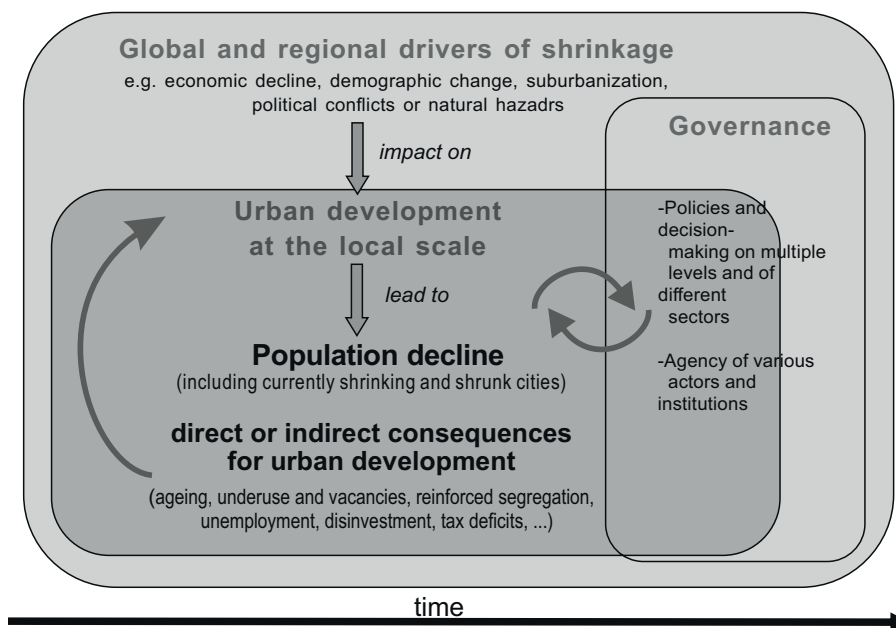 Global and regional drivers of shrinkage
e.g. economic decline, demographic change, suburbanization,
political conflicts or natural hazadrs
impact on
Governance
Urban development
at the local scale
lead to
Population decline
(including currently shrinking and shrunk cities)
direct or indirect consequences
for urban development
(ageing, underuse and vacancies, reinforced segregation,
unemployment, disinvestment, tax deficits, ...)
-Policies and
decision-
making on multiple
levels and of
different
sectors
-Agency of various
actors and
institutions
time